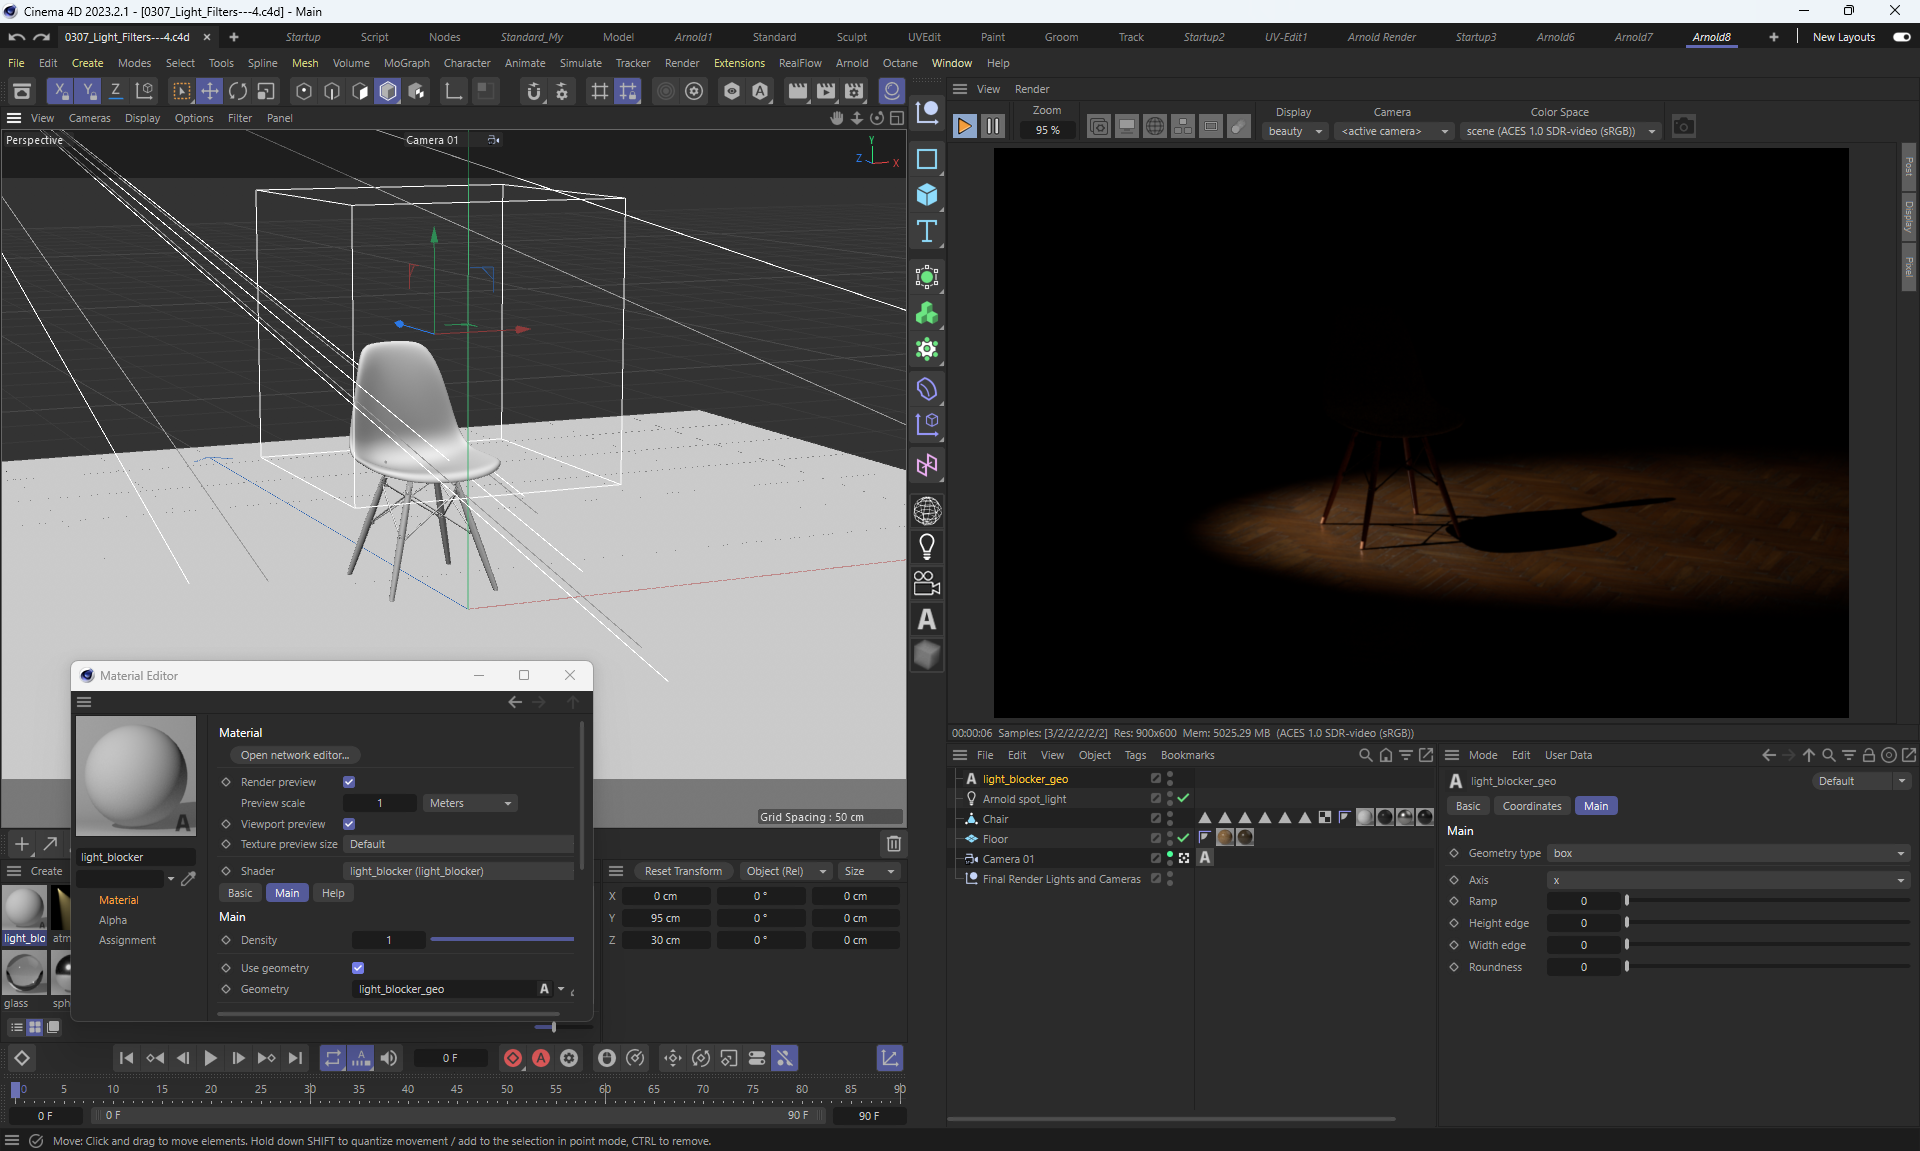 Cinema 4D 2023.2.1 - [0307_Light_Filters---4.c4d] - Main
0307_Light_Filters---4.c4d
Startup Script Nodes Standard_My Model Arnold1 Standard Sculpt UVEdit Paint Groom Track Startup2 UV-Edit1 Arnold Render Startup3 Arnold6 Arnold7 Arnold8 New Layouts
File Edit Create Modes Select Tools Spline Mesh Volume MoGraph Character Animate Simulate Tracker Render Extensions RealFlow Arnold Octane Window Help
X Y Z
View Cameras Display Options Filter Panel
Perspective
Camera 01
Y
Z
X
Grid Spacing : 50 cm
View Render
Zoom
95 %
Display
beauty
Camera
<active camera>
Color Space
scene (ACES 1.0 SDR-video (sRGB))
Post
Display
Pixel
00:00:06 Samples: [3/2/2/2/2/2] Res: 900x600 Mem: 5025.29 MB (ACES 1.0 SDR-video (sRGB))
Material Editor
A
light_blocker
Material
Alpha
Assignment
Material
Open network editor...
Render preview
Preview scale 1 Meters
Viewport preview
Texture preview size Default
Shader light_blocker (light_blocker)
Basic Main Help
Main
Density 1
Use geometry
Geometry light_blocker_geo A
Create
light_blo
atm
glass
sph
Reset Transform Object (Rel) Size
X 0 cm 0 ° 0 cm
Y 95 cm 0 ° 0 cm
Z 30 cm 0 ° 0 cm
File Edit View Object Tags Bookmarks
light_blocker_geo
Arnold spot_light
Chair
Floor
Camera 01
Final Render Lights and Cameras
Mode Edit User Data
light_blocker_geo
Default
Basic Coordinates Main
Main
Geometry type box
Axis x
Ramp 0
Height edge 0
Width edge 0
Roundness 0
0 F
0 5 10 15 20 25 30 35 40 45 50 55 60 65 70 75 80 85 90
0 F 0 F 90 F 90 F
Move: Click and drag to move elements. Hold down SHIFT to quantize movement / add to the selection in point mode, CTRL to remove.